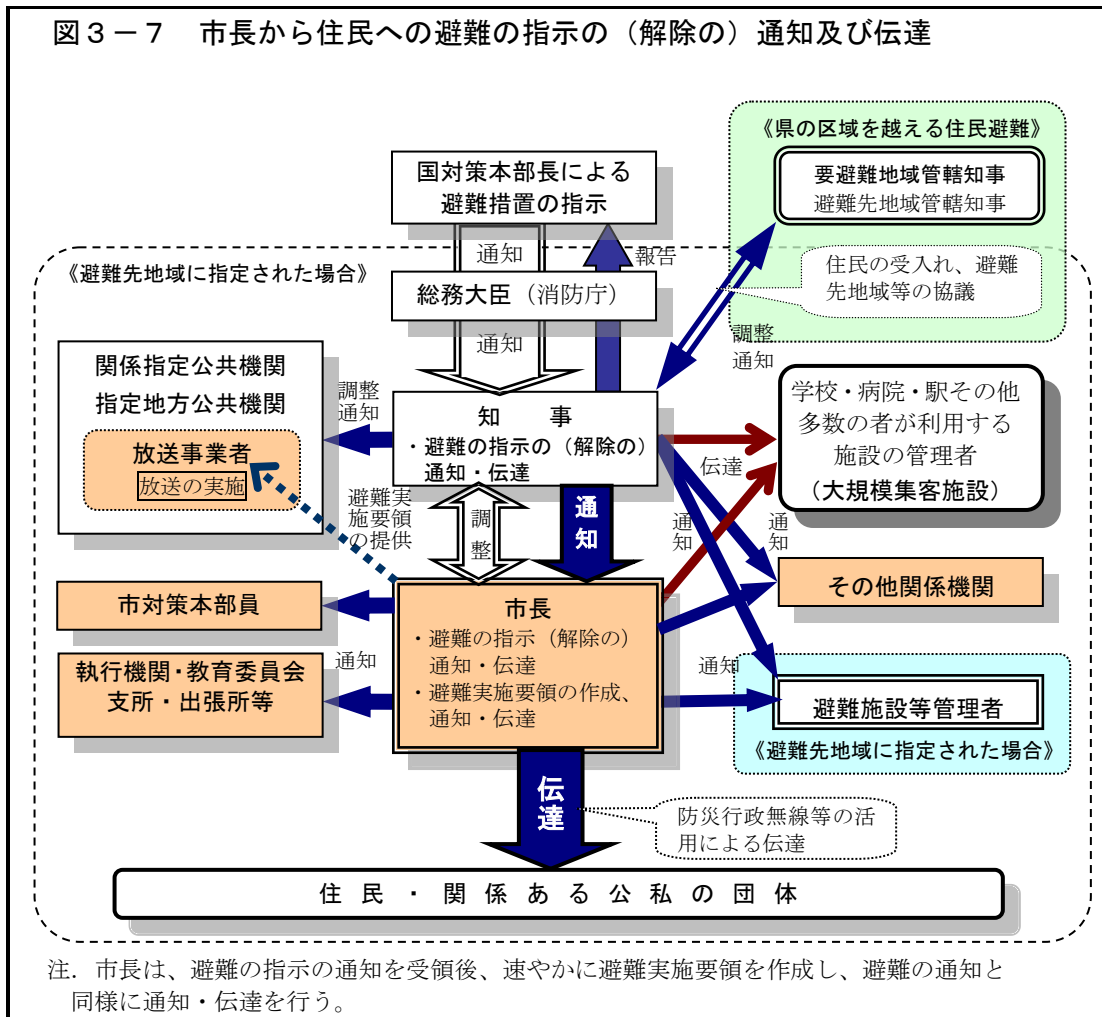 図３－７　市長から住民への避難の指示の（解除の）通知及び伝達
《県の区域を越える住民避難》
要避難地域管轄知事
避難先地域管轄知事
国対策本部長による
避難措置の指示
通知
報告
《避難先地域に指定された場合》
住民の受入れ、避難
先地域等の協議
総務大臣（消防庁）
通知
調整
通知
関係指定公共機関
指定地方公共機関
放送事業者
放送の実施
調整
通知
知　事
・避難の指示の（解除の）
通知・伝達
学校・病院・駅その他
多数の者が利用する
施設の管理者
（大規模集客施設）
伝達
避難実
施要領
の提供
調整
通知
通知
通知
その他関係機関
市対策本部員
市長
・避難の指示（解除の）
通知・伝達
・避難実施要領の作成、
通知・伝達
執行機関・教育委員会
支所・出張所等
通知
通知
避難施設等管理者
《避難先地域に指定された場合》
伝達
防災行政無線等の活
用による伝達
住民・関係ある公私の団体
注．市長は、避難の指示の通知を受領後、速やかに避難実施要領を作成し、避難の通知と
同様に通知・伝達を行う。